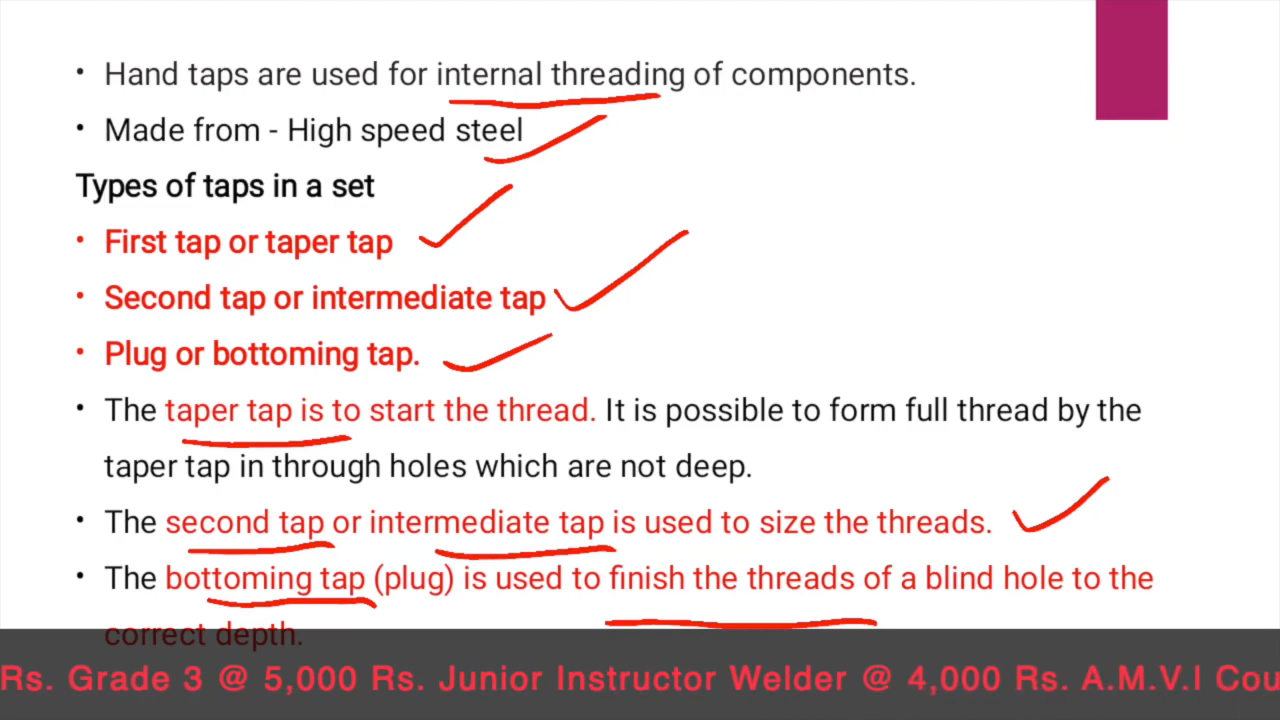 • Hand taps are used for internal threading of components.
• Made from - High speed steel
Types of taps in a set
• First tap or taper tap
• Second tap or intermediate tap
• Plug or bottoming tap.
• The taper tap is to start the thread. It is possible to form full thread by the
taper tap in through holes which are not deep.
• The second tap or intermediate tap is used to size the threads.
• The bottoming tap (plug) is used to finish the threads of a blind hole to the
correct depth.
Rs. Grade 3 @ 5,000 Rs. Junior Instructor Welder @ 4,000 Rs. A.M.V.I Cou